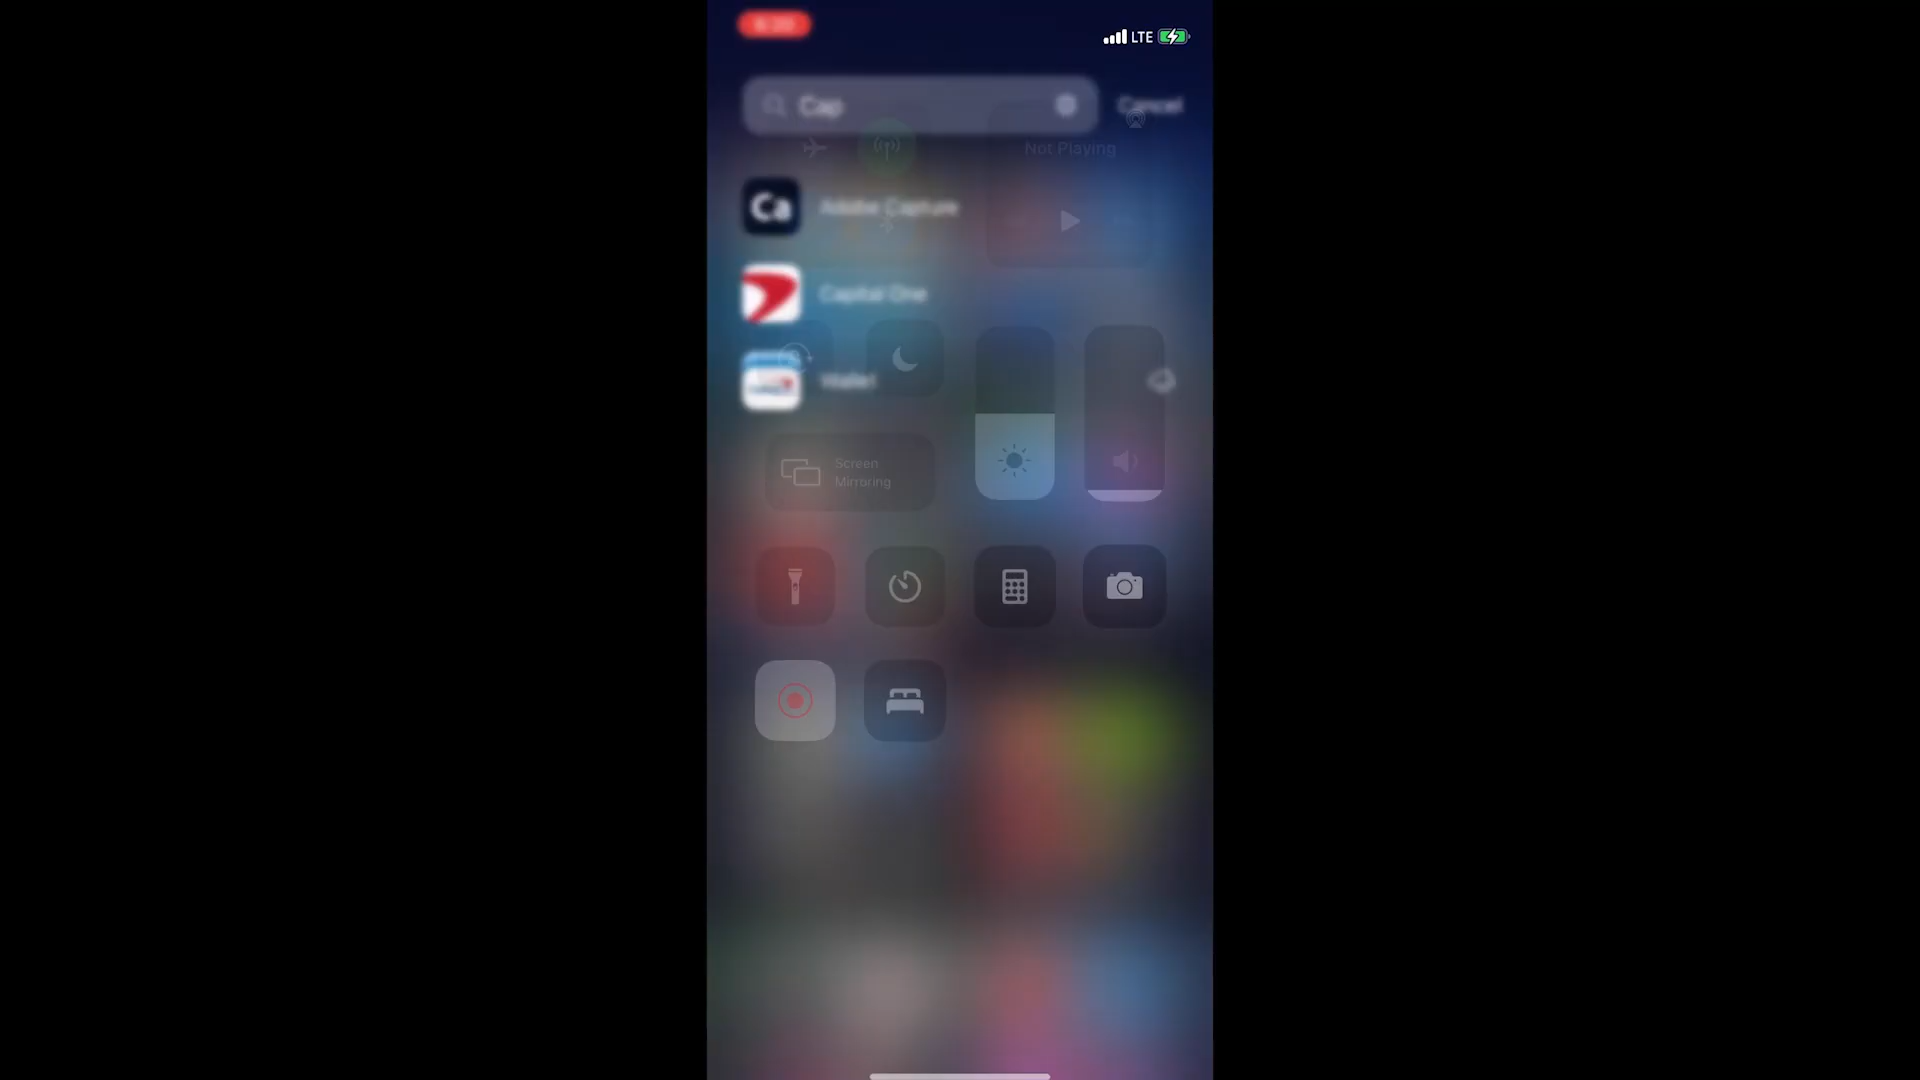 LTE
Cap
Cancel
Not Playing
Ca
Adobe Capture
Capital One
Wallet
Screen
Mirroring